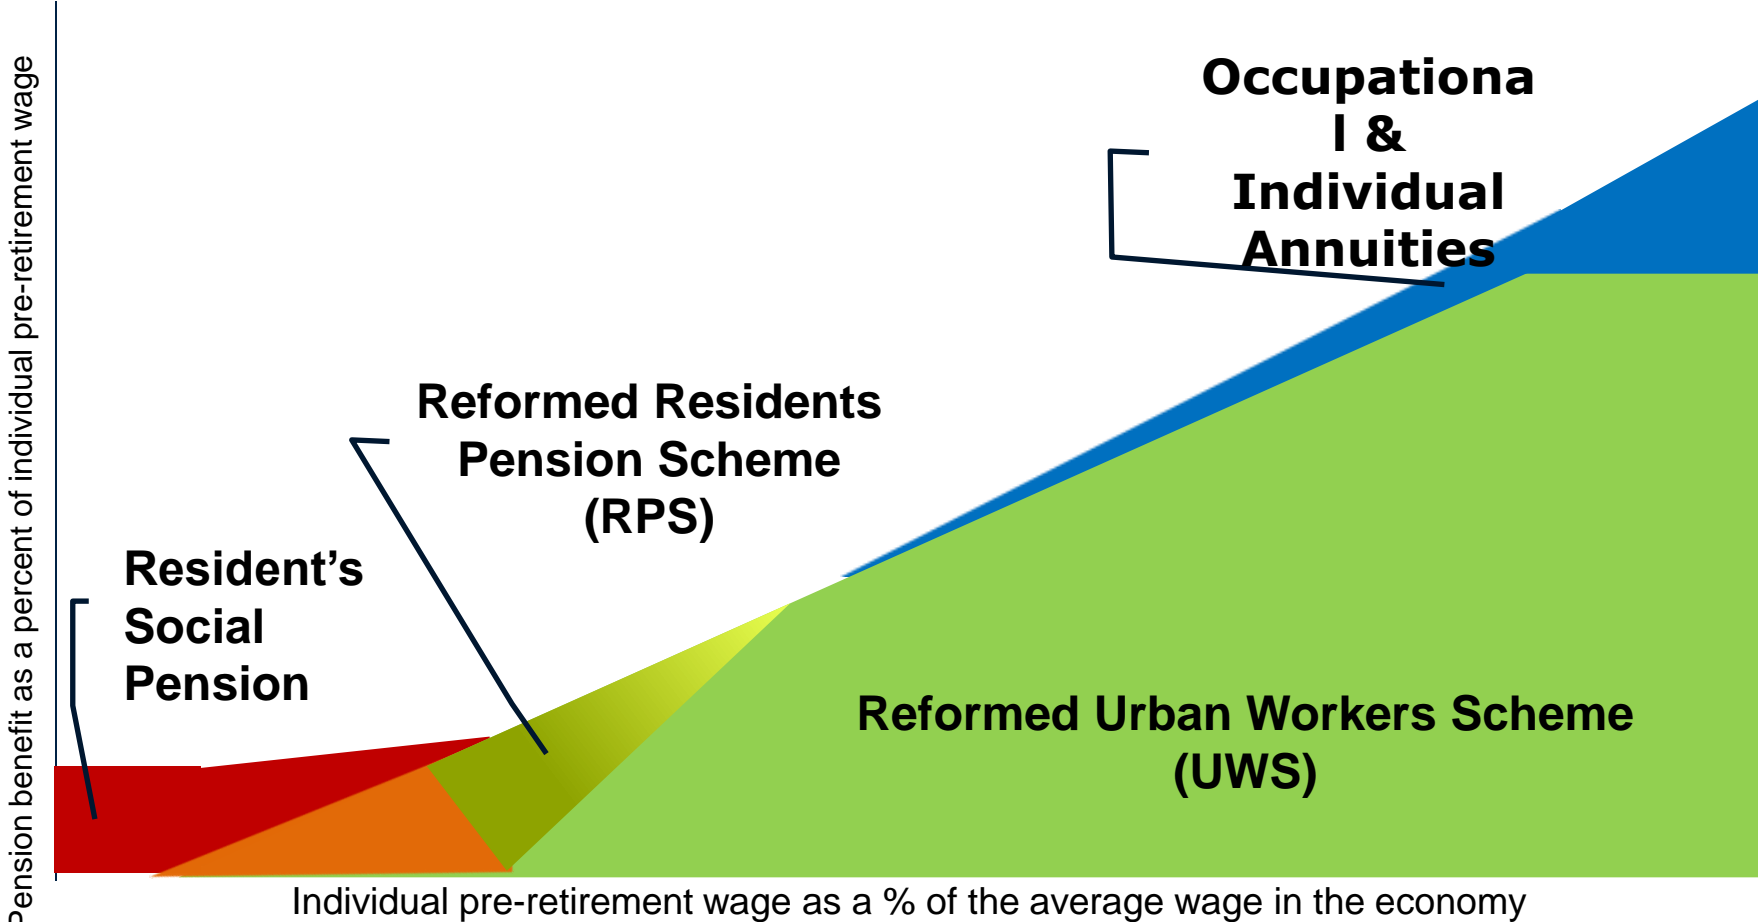 Pension benefit as a percent of individual pre-retirement wage
Occupationa
l &
Individual
Annuities
Reformed Residents
Pension Scheme
(RPS)
Resident’s
Social
Pension
Reformed Urban Workers Scheme
(UWS)
Individual pre-retirement wage as a % of the average wage in the economy